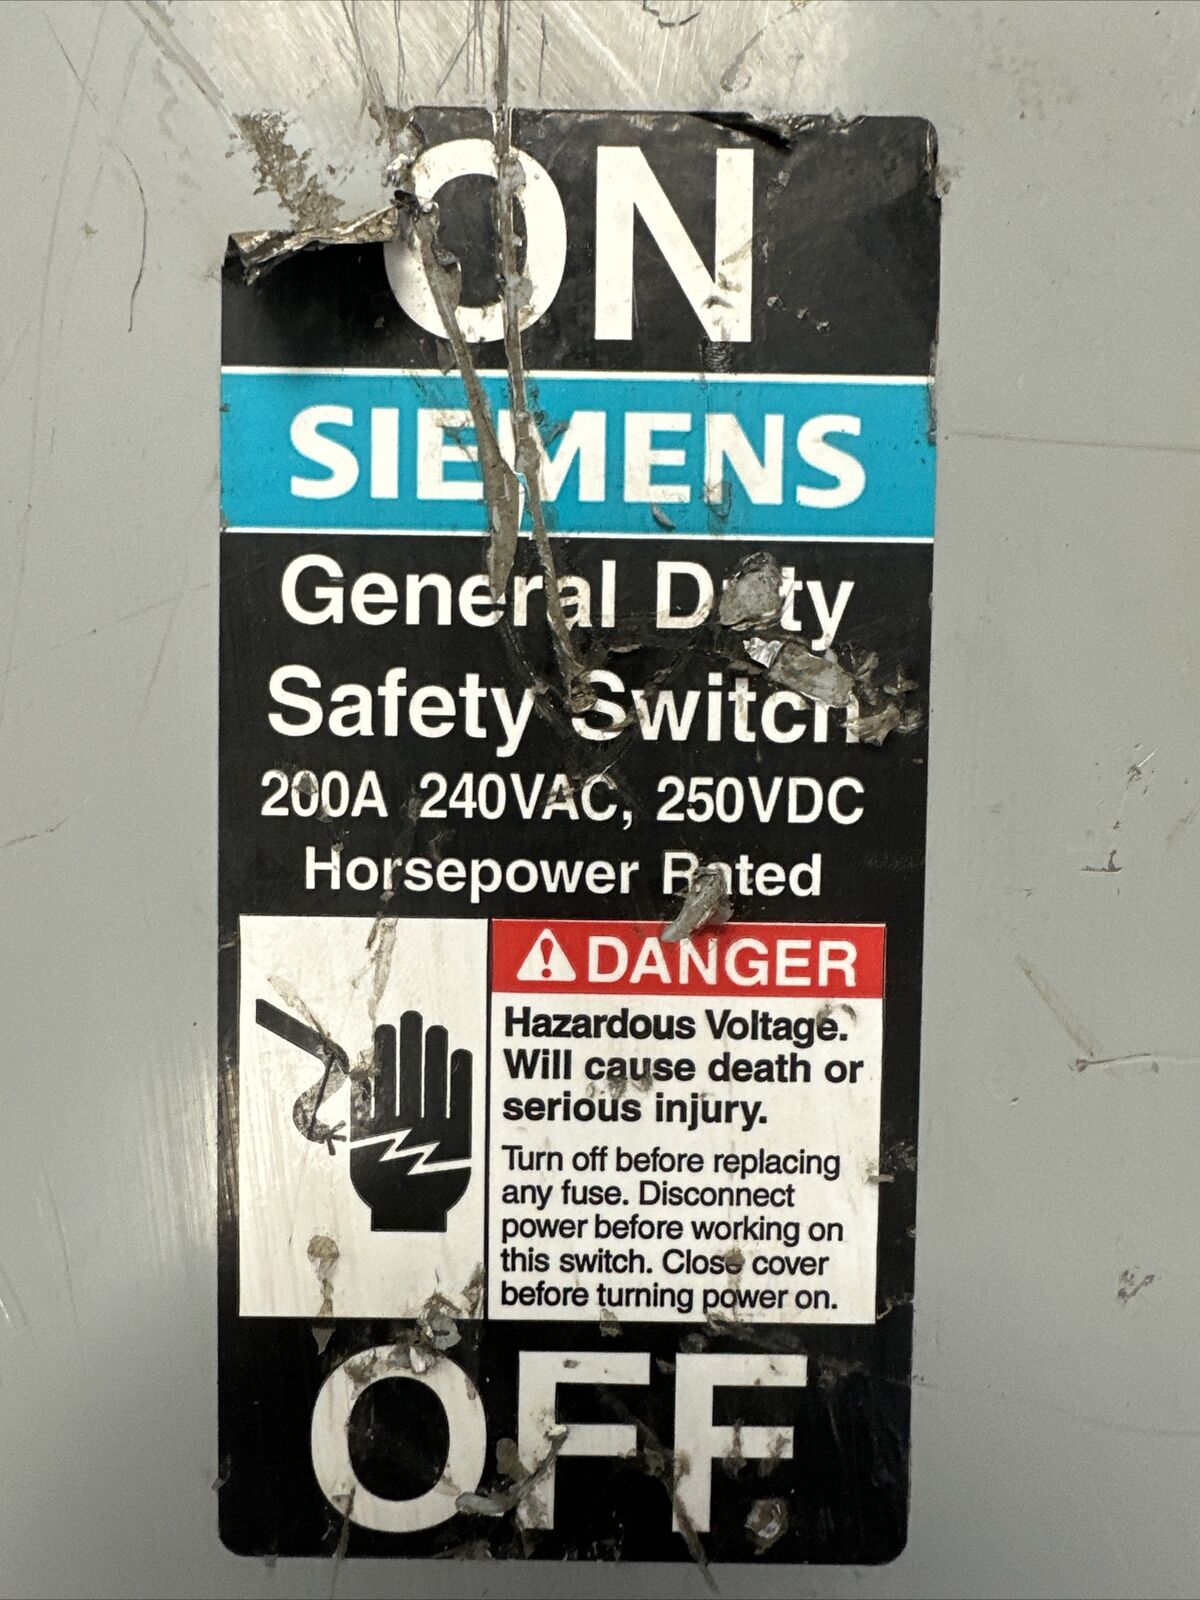 ON
SIEMENS
General Duty
Safety Switch
200A 240VAC, 250VDC
Horsepower Rated
DANGER
Hazardous Voltage.
Will cause death or
serious injury.
Turn off before replacing
any fuse. Disconnect
power before working on
this switch. Close cover
before turning power on.
OFF